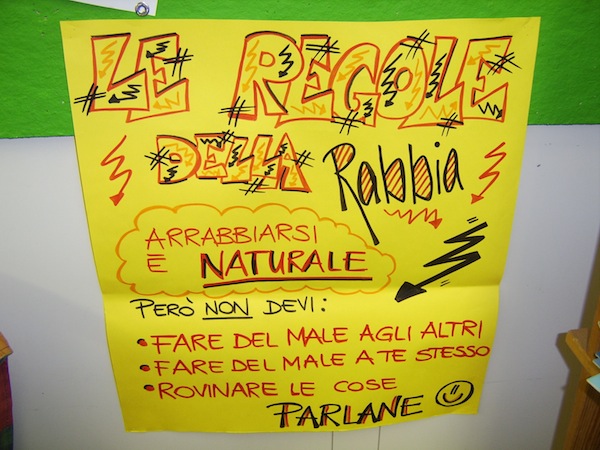 LE REGOLE
DELLA Rabbia
ARRABBIARSI
E NATURALE
PERÒ NON DEVI:
• FARE DEL MALE AGLI ALTRI
• FARE DEL MALE A TE STESSO
• ROVINARE LE COSE
PARLANE